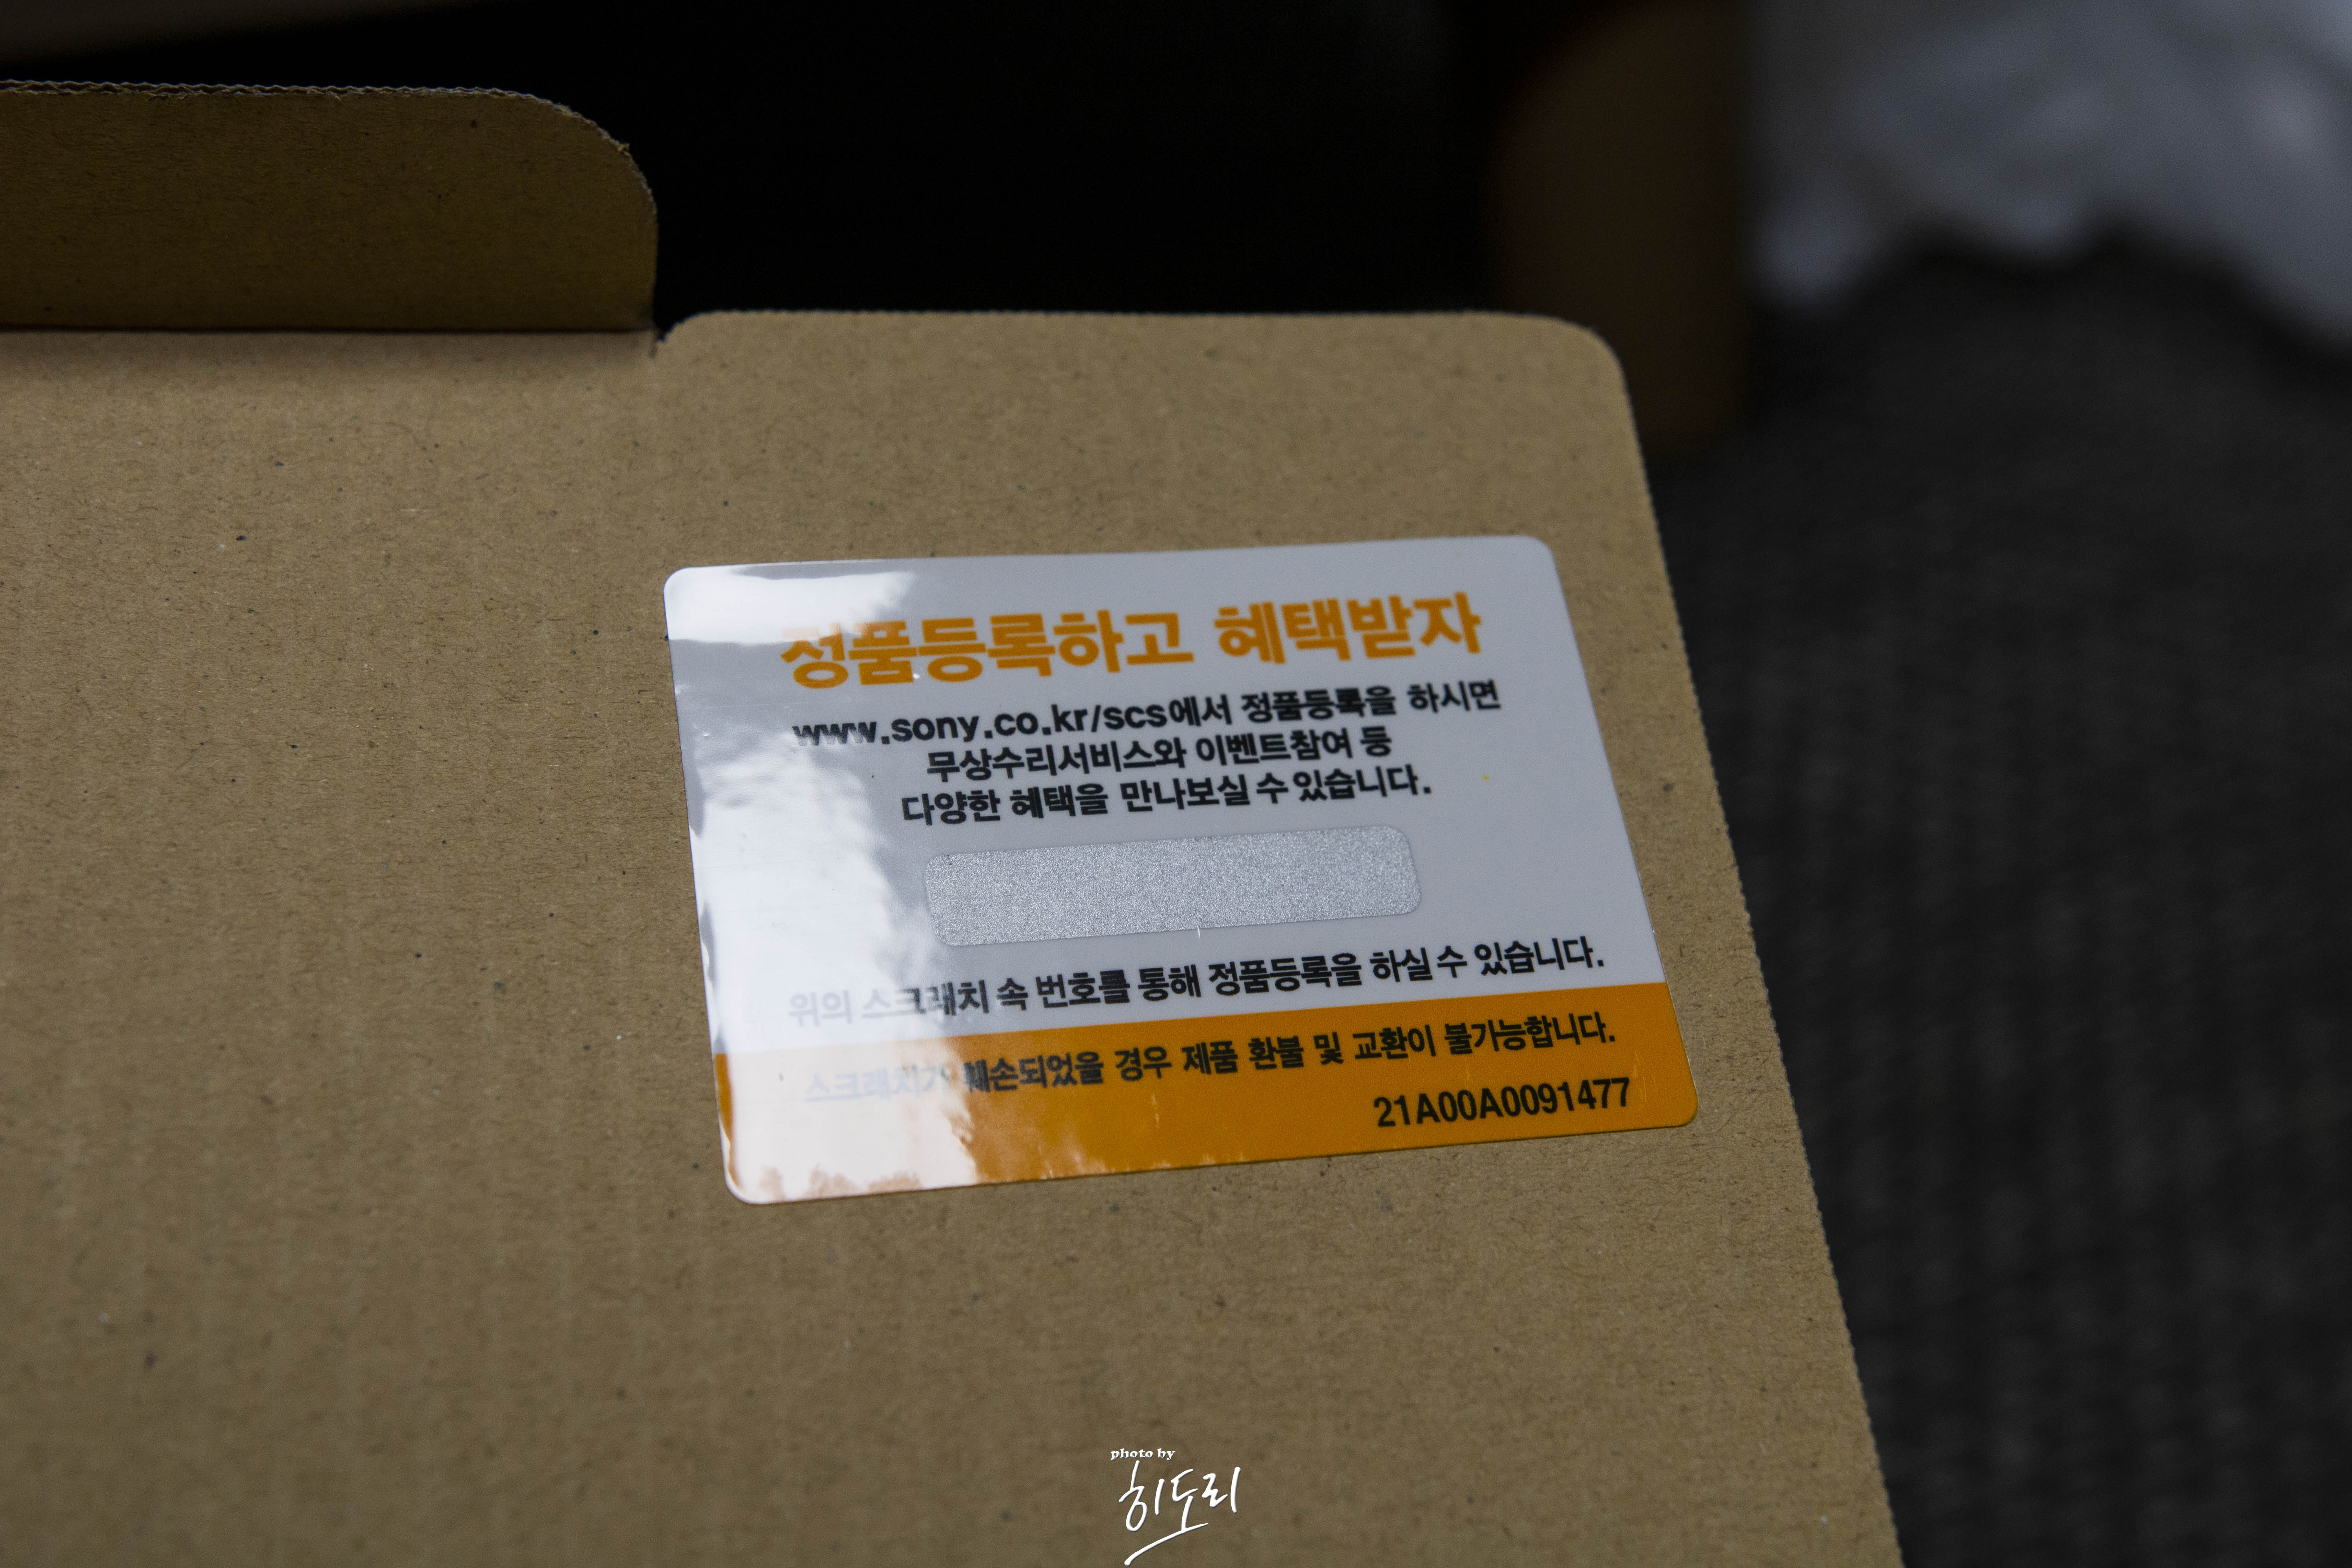 정품등록하고 혜택받자
www.sony.co.kr/scs에서 정품등록을 하시면
무상수리서비스와 이벤트참여 등
다양한 혜택을 만나보실 수 있습니다.
위의 스크래치 속 번호를 통해 정품등록을 하실 수 있습니다.
스크래치가 훼손되었을 경우 제품 환불 및 교환이 불가능합니다.
21A00A0091477
photo by
히도리